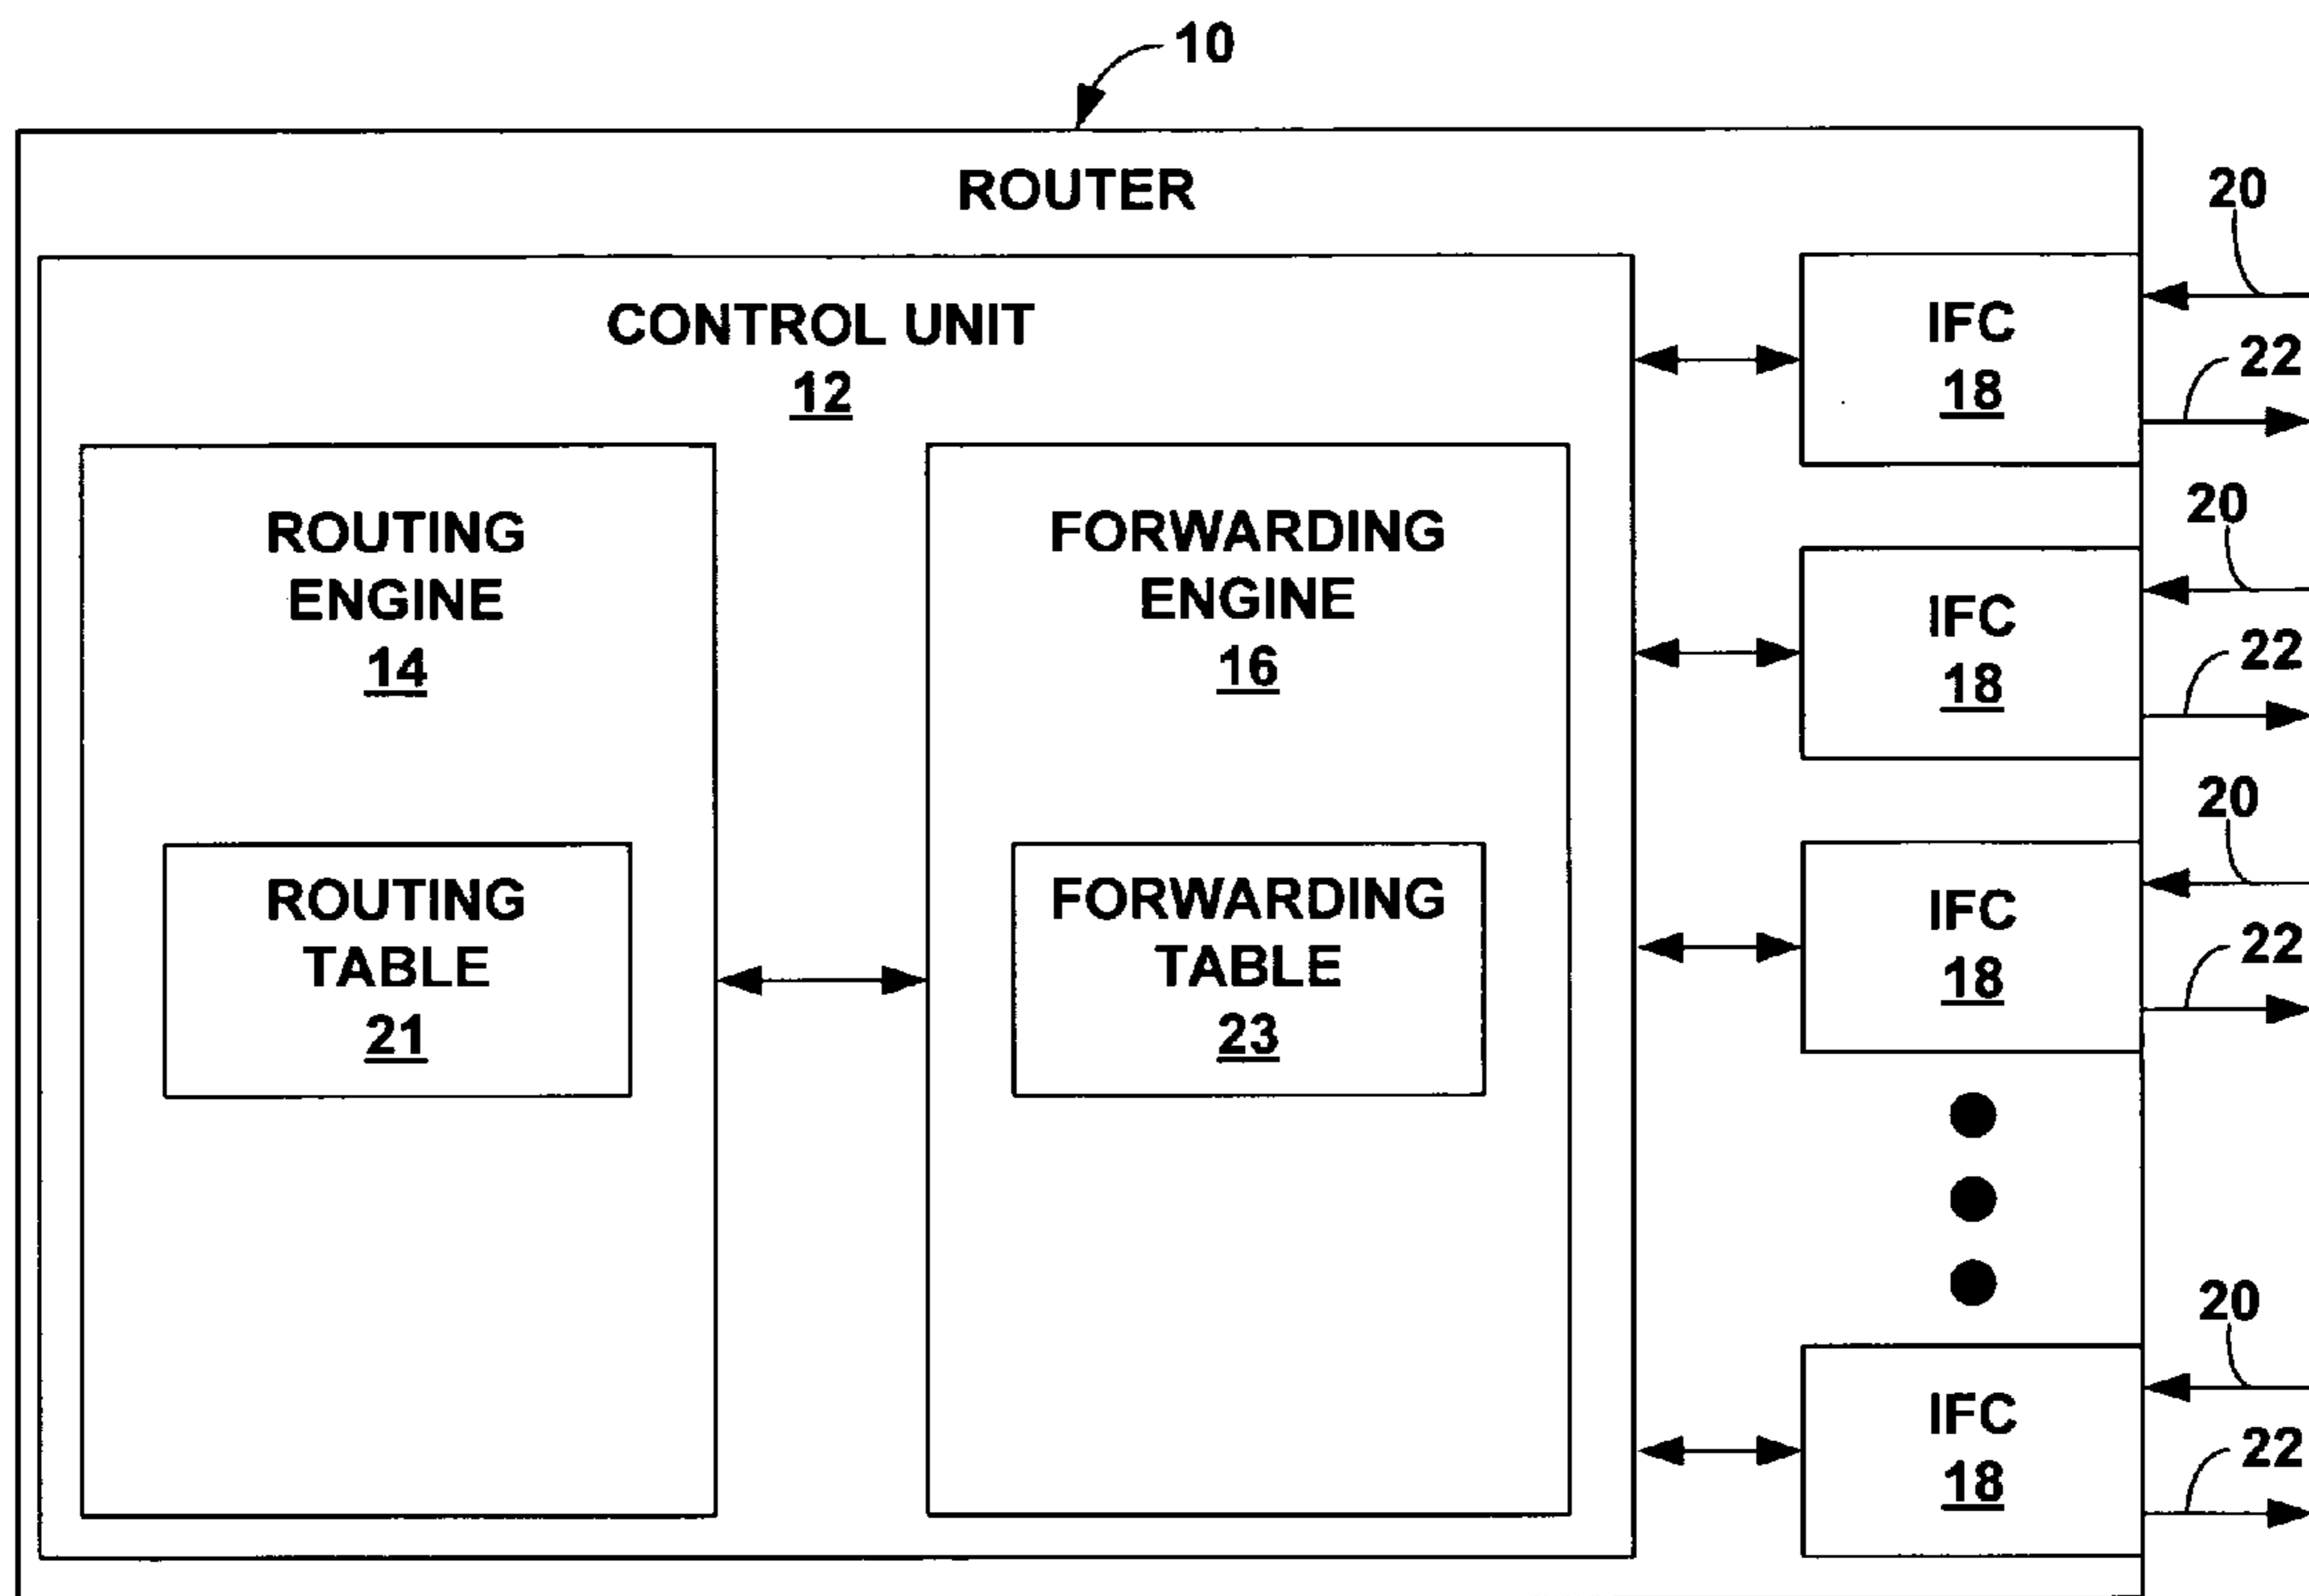 10
ROUTER
CONTROL UNIT
12
ROUTING
ENGINE
14
ROUTING
TABLE
21
FORWARDING
ENGINE
16
FORWARDING
TABLE
23
IFC
18
20
22
IFC
18
20
22
IFC
18
20
22
IFC
18
20
22